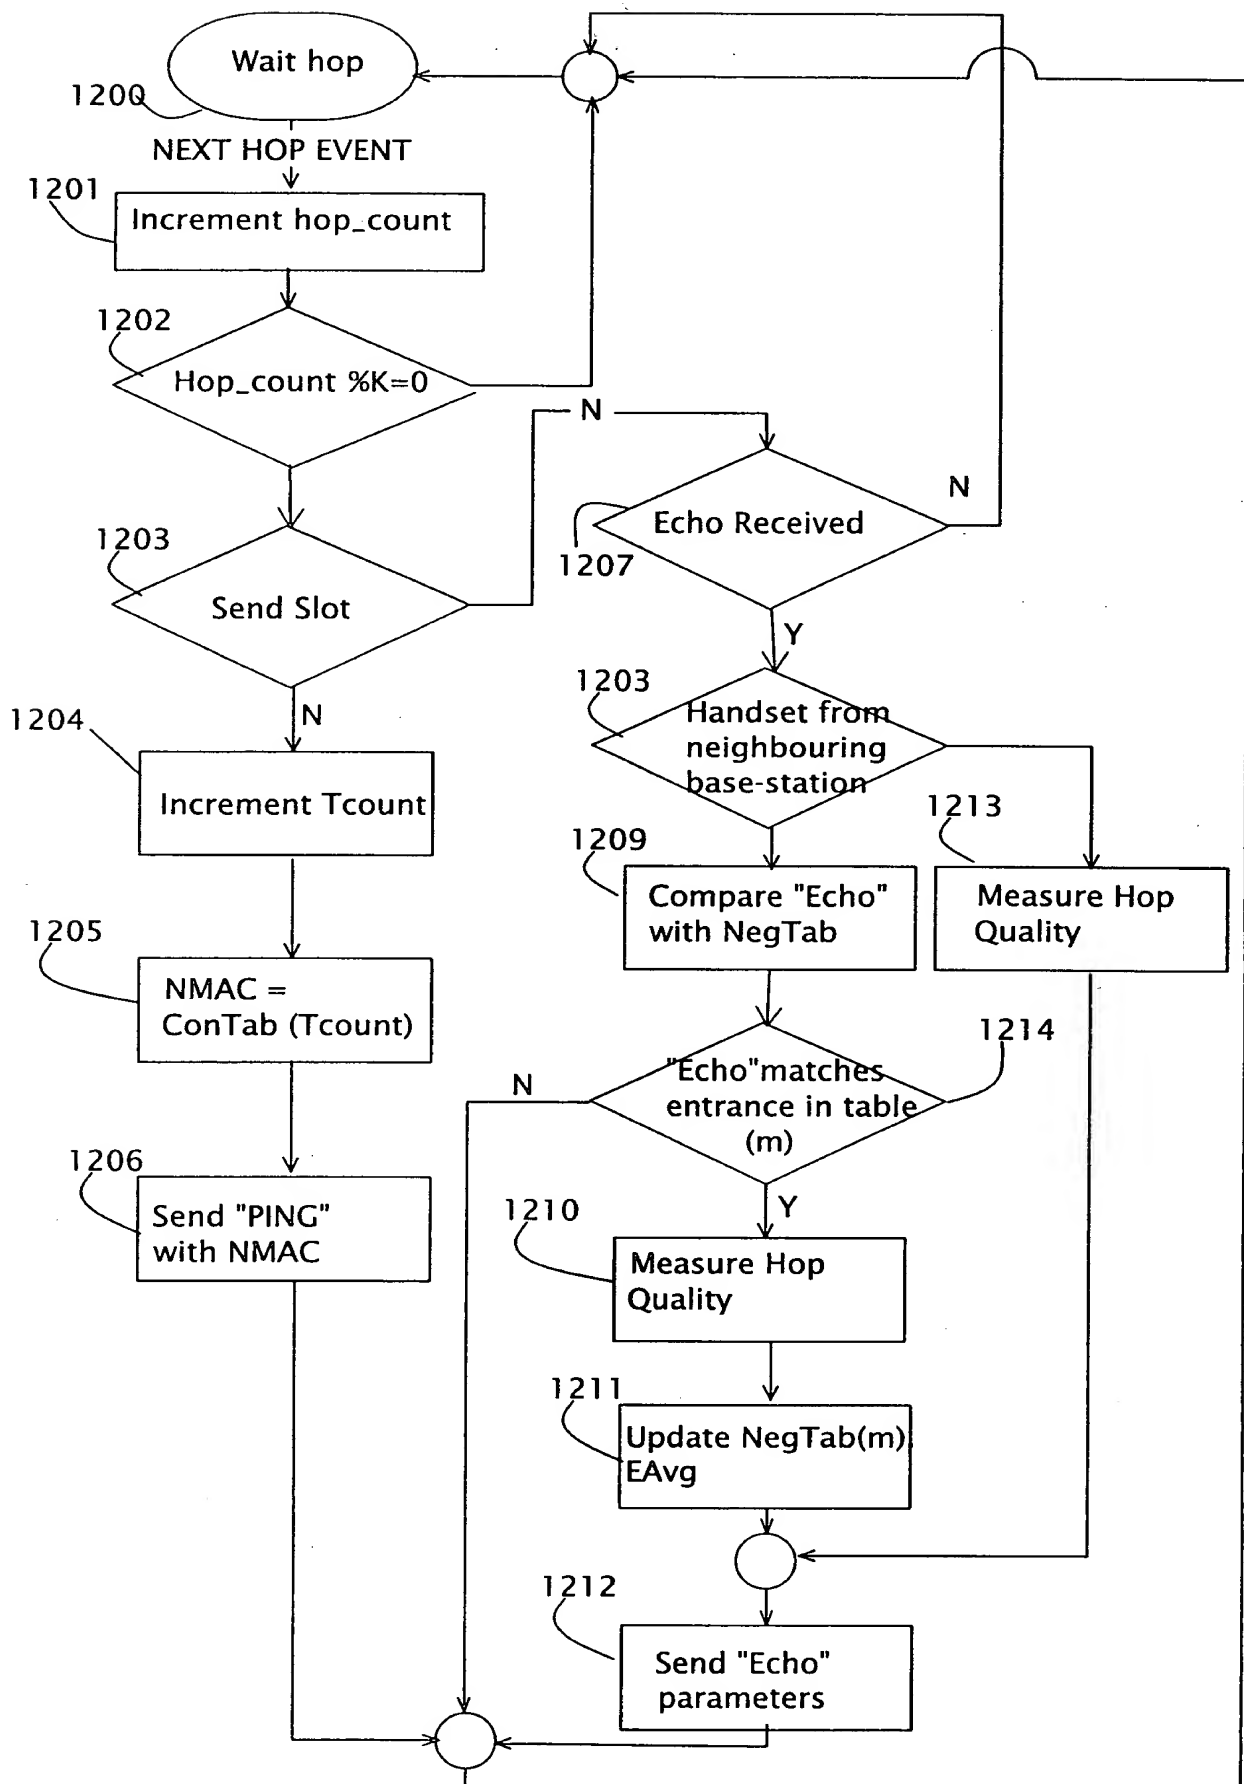 Wait hop
1200
NEXT HOP EVENT
1201
Increment hop_count
1202
Hop_count %K=0
N
1203
Send Slot
N
1204
Increment Tcount
1205
NMAC =
ConTab (Tcount)
1206
Send "PING"
with NMAC
Echo Received
N
1207
Y
1203
Handset from
neighbouring
base-station
1209
Compare "Echo"
with NegTab
1213
Measure Hop
Quality
1214
"Echo"matches
entrance in table
(m)
N
Y
1210
Measure Hop
Quality
1211
Update NegTab(m)
EAvg
1212
Send "Echo"
parameters